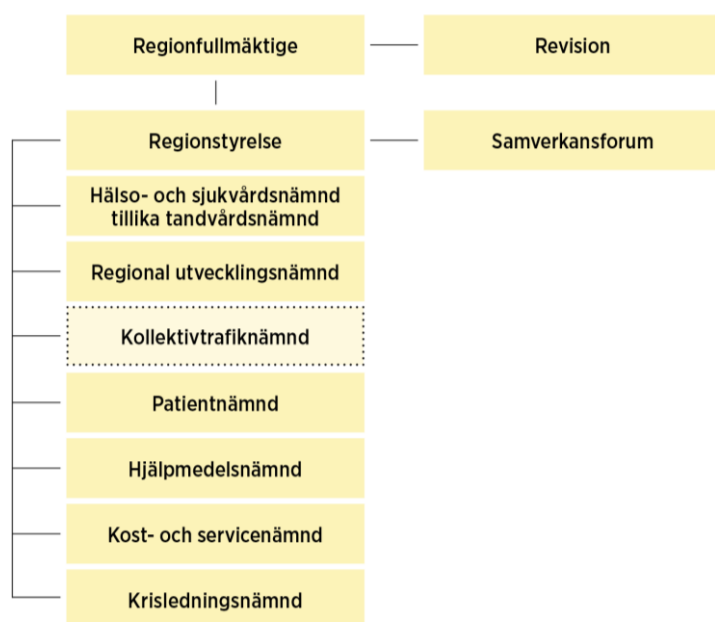 Regionfullmäktige
Revision
Regionstyrelse
Samverkansforum
Hälso- och sjukvårdsnämnd
tillika tandvårdsnämnd
Regional utvecklingsnämnd
Kollektivtrafiknämnd
Patientnämnd
Hjälpmedelsnämnd
Kost- och servicenämnd
Krisledningsnämnd